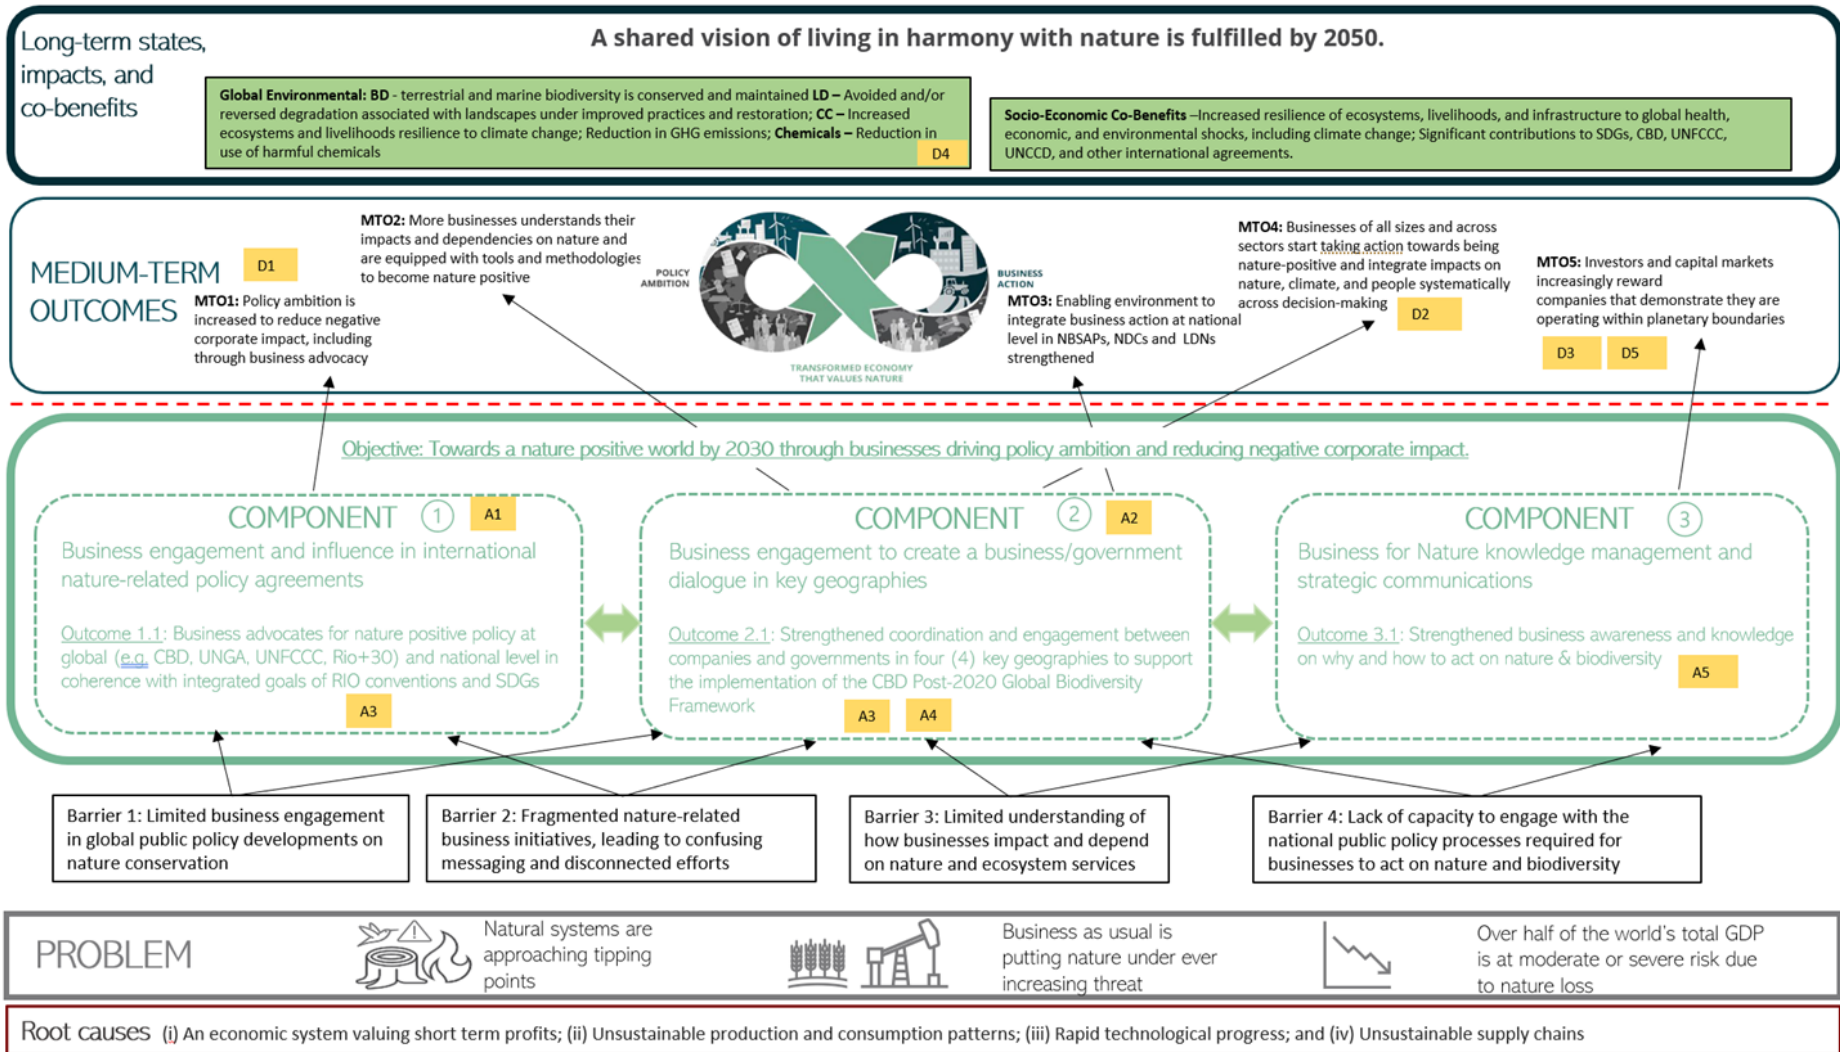 Long-term states,
impacts, and
co-benefits
A shared vision of living in harmony with nature is fulfilled by 2050.
Global Environmental: BD - terrestrial and marine biodiversity is conserved and maintained LD – Avoided and/or
reversed degradation associated with landscapes under improved practices and restoration; CC – Increased
ecosystems and livelihoods resilience to climate change; Reduction in GHG emissions; Chemicals – Reduction in
use of harmful chemicals
D4
Socio-Economic Co-Benefits –Increased resilience of ecosystems, livelihoods, and infrastructure to global health,
economic, and environmental shocks, including climate change; Significant contributions to SDGs, CBD, UNFCCC,
UNCCD, and other international agreements.
MEDIUM-TERM
OUTCOMES
D1
MTO1: Policy ambition is
increased to reduce negative
corporate impact, including
through business advocacy
MTO2: More businesses understands their
impacts and dependencies on nature and
are equipped with tools and methodologies
to become nature positive
POLICY
AMBITION
BUSINESS
ACTION
TRANSFORMED ECONOMY
THAT VALUES NATURE
MTO3: Enabling environment to
integrate business action at national
level in NBSAPs, NDCs and LDNs
strengthened
MTO4: Businesses of all sizes and across
sectors start taking action towards being
nature-positive and integrate impacts on
nature, climate, and people systematically
across decision-making
D2
MTO5: Investors and capital markets
increasingly reward
companies that demonstrate they are
operating within planetary boundaries
D3
D5
Objective: Towards a nature positive world by 2030 through businesses driving policy ambition and reducing negative corporate impact.
COMPONENT 1
A1
Business engagement and influence in international
nature-related policy agreements
Outcome 1.1: Business advocates for nature positive policy at
global (e.g. CBD, UNGA, UNFCCC, Rio+30) and national level in
coherence with integrated goals of RIO conventions and SDGs
A3
COMPONENT 2
A2
Business engagement to create a business/government
dialogue in key geographies
Outcome 2.1: Strengthened coordination and engagement between
companies and governments in four (4) key geographies to support
the implementation of the CBD Post-2020 Global Biodiversity
Framework
A3
A4
COMPONENT 3
Business for Nature knowledge management and
strategic communications
Outcome 3.1: Strengthened business awareness and knowledge
on why and how to act on nature & biodiversity
A5
Barrier 1: Limited business engagement
in global public policy developments on
nature conservation
Barrier 2: Fragmented nature-related
business initiatives, leading to confusing
messaging and disconnected efforts
Barrier 3: Limited understanding of
how businesses impact and depend
on nature and ecosystem services
Barrier 4: Lack of capacity to engage with the
national public policy processes required for
businesses to act on nature and biodiversity
PROBLEM
Natural systems are
approaching tipping
points
Business as usual is
putting nature under ever
increasing threat
Over half of the world's total GDP
is at moderate or severe risk due
to nature loss
Root causes (i) An economic system valuing short term profits; (ii) Unsustainable production and consumption patterns; (iii) Rapid technological progress; and (iv) Unsustainable supply chains